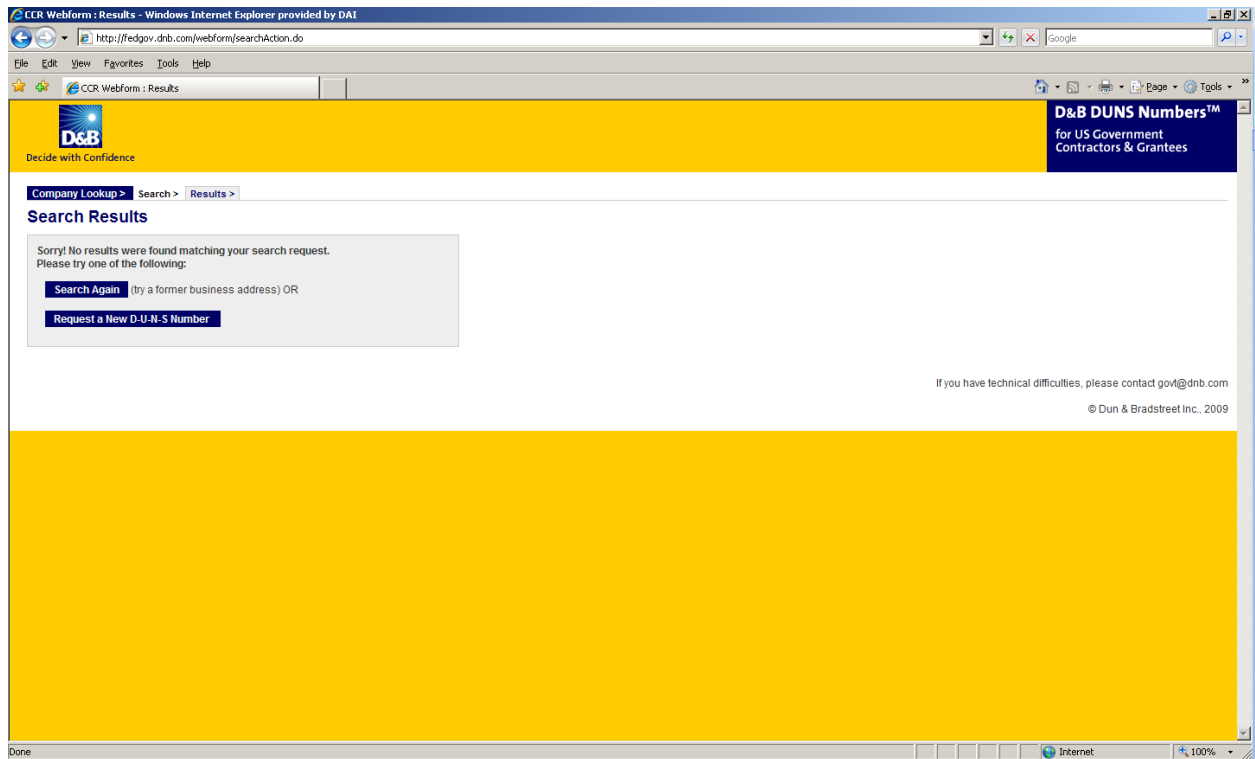 CCR Webform : Results - Windows Internet Explorer provided by DAI
http://fedgov.dnb.com/webform/searchAction.do
Google
File Edit View Favorites Tools Help
CCR Webform : Results
Page Tools »
D&B
Decide with Confidence
D&B DUNS Numbers™
for US Government
Contractors & Grantees
Company Lookup > Search > Results >
Search Results
Sorry! No results were found matching your search request.
Please try one of the following:
Search Again (try a former business address) OR
Request a New D-U-N-S Number
If you have technical difficulties, please contact govt@dnb.com
© Dun & Bradstreet Inc., 2009
Done Internet 100%